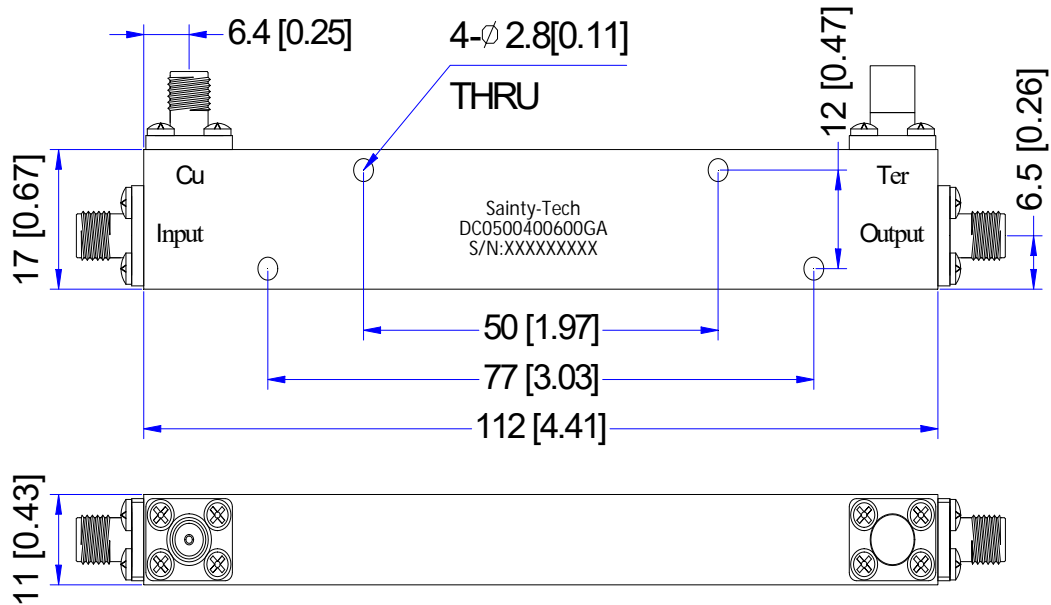 6.4 [0.25]
4-∅ 2.8[0.11]
THRU
12 [0.47]
6.5 [0.26]
17 [0.67]
Cu
Ter
Input
Output
Sainty-Tech
DC0500400600GA
S/N:XXXXXXXXX
50 [1.97]
77 [3.03]
112 [4.41]
11 [0.43]